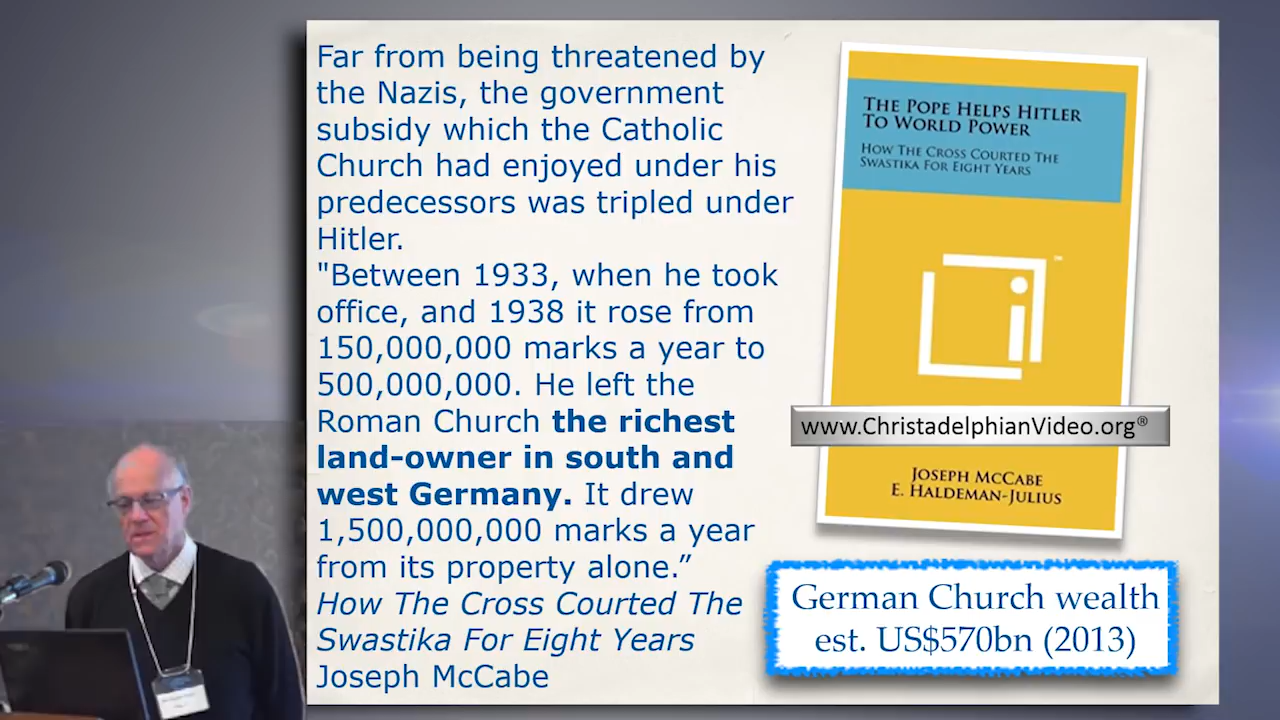 Far from being threatened by
the Nazis, the government
subsidy which the Catholic
Church had enjoyed under his
predecessors was tripled under
Hitler.
"Between 1933, when he took
office, and 1938 it rose from
150,000,000 marks a year to
500,000,000. He left the
Roman Church the richest
land-owner in south and
west Germany. It drew
1,500,000,000 marks a year
from its property alone.”
How The Cross Courted The
Swastika For Eight Years
Joseph McCabe
The Pope Helps Hitler
To World Power
How The Cross Courted The
Swastika For Eight Years
www.ChristadelphianVideo.org®
Joseph McCabe
E. Haldeman-Julius
German Church wealth
est. US$570bn (2013)